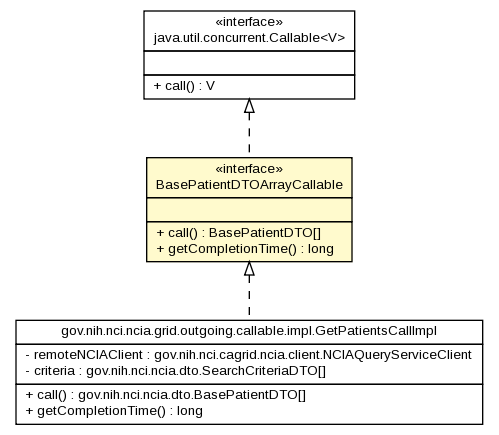 «interface»
java.util.concurrent.Callable<V>
+ call() : V
«interface»
BasePatientDTOArrayCallable
+ call() : BasePatientDTO[]
+ getCompletionTime() : long
gov.nih.nci.ncia.grid.outgoing.callable.impl.GetPatientsCallImpl
- remoteNCIAClient : gov.nih.nci.cagrid.ncia.client.NCIAQueryServiceClient
- criteria : gov.nih.nci.ncia.dto.SearchCriteriaDTO[]
+ call() : gov.nih.nci.ncia.dto.BasePatientDTO[]
+ getCompletionTime() : long